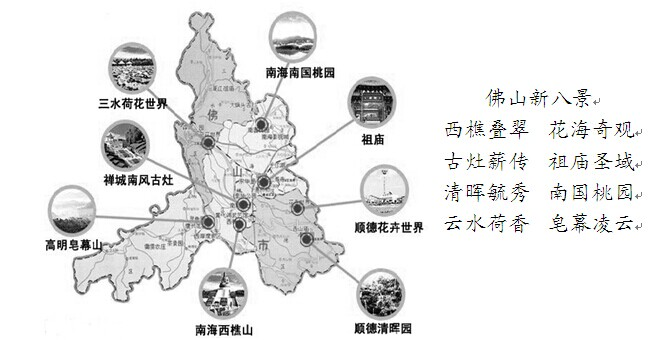 南海南国桃园
三水荷花世界
祖庙
禅城南风古灶
顺德花卉世界
高明皂幕山
南海西樵山
顺德清晖园
佛
山
市
佛山新八景
西樵叠翠 花海奇观
古灶薪传 祖庙圣域
清晖毓秀 南国桃园
云水荷香 皂幕凌云